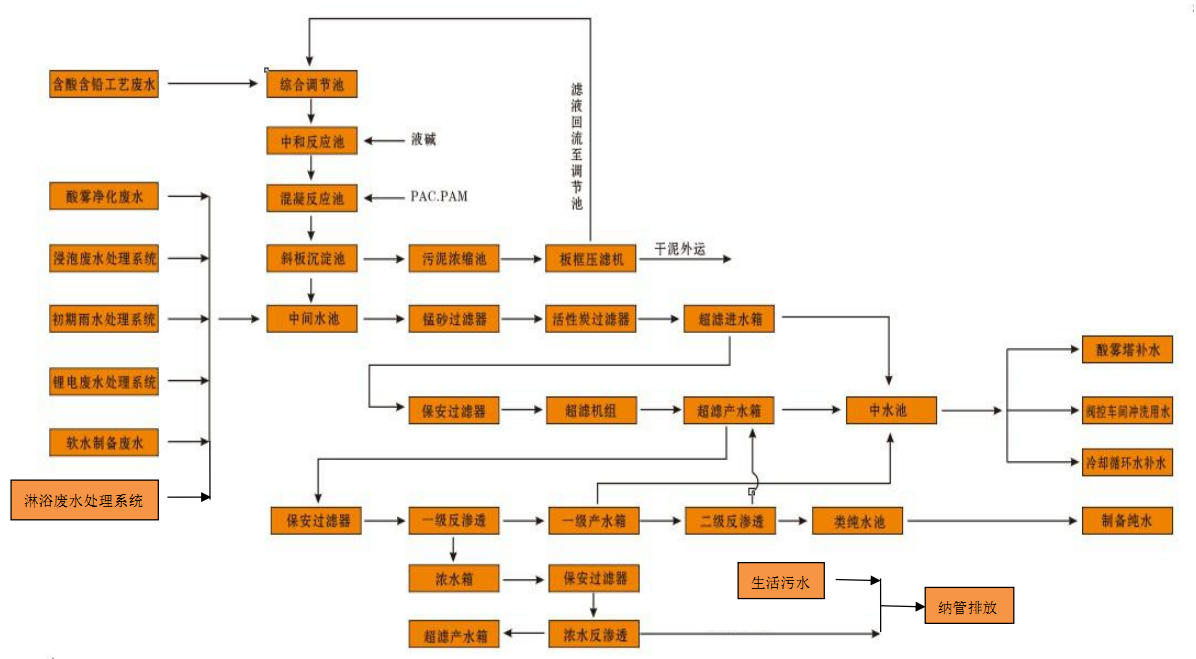 含酸含铅工艺废水
综合调节池
滤液回流至调节池
中和反应池
液碱
酸雾净化废水
混凝反应池
PAC.PAM
浸泡废水处理系统
斜板沉淀池
污泥浓缩池
板框压滤机
干泥外运
初期雨水处理系统
中间水池
锰砂过滤器
活性炭过滤器
超滤进水箱
酸雾塔补水
锂电废水处理系统
保安过滤器
超滤机组
超滤产水箱
中水池
阀控车间冲洗用水
软水制备废水
冷却循环水补水
淋浴废水处理系统
保安过滤器
一级反渗透
一级产水箱
二级反渗透
类纯水池
制备纯水
浓水箱
保安过滤器
生活污水
纳管排放
超滤产水箱
浓水反渗透